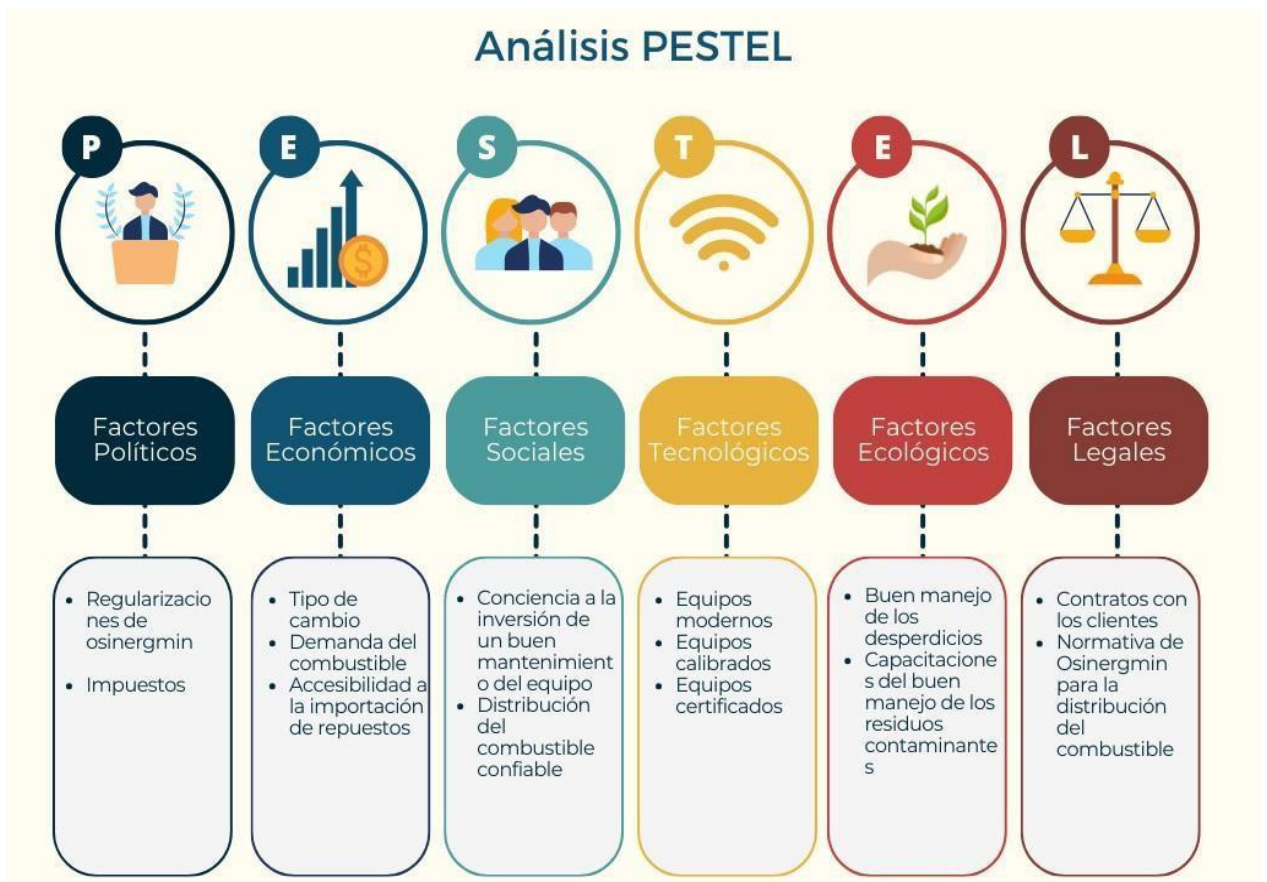 Análisis PESTEL
P
E
S
T
E
L
Factores
Políticos
Factores
Económicos
Factores
Sociales
Factores
Tecnológicos
Factores
Ecológicos
Factores
Legales
• Regularizacio
nes de
osinergmin
• Impuestos
• Tipo de
cambio
• Demanda del
combustible
• Accesibilidad a
la importación
de repuestos
• Conciencia a la
inversión de
un buen
mantenimient
o del equipo
• Distribución
del
combustible
confiable
• Equipos
modernos
• Equipos
calibrados
• Equipos
certificados
• Buen manejo
de los
desperdicios
• Capacitacione
s del buen
manejo de los
residuos
contaminante
s
• Contratos con
los clientes
• Normativa de
Osinergmin
para la
distribución
del
combustible